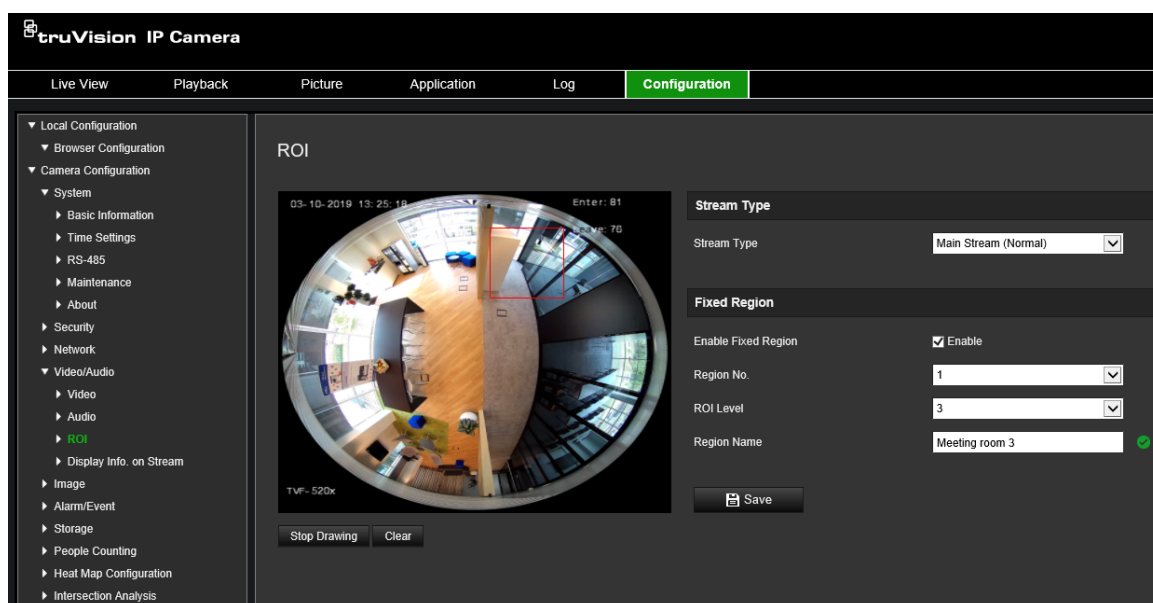 truVision IP Camera
Live View Playback Picture Application Log Configuration
Local Configuration
Browser Configuration
Camera Configuration
System
Basic Information
Time Settings
RS-485
Maintenance
About
Security
Network
Video/Audio
Video
Audio
ROI
Display Info. on Stream
Image
Alarm/Event
Storage
People Counting
Heat Map Configuration
Intersection Analysis
ROI
03-10-2019 13:25:18 Enter:81
Leave:76
TVF-520x
Stop Drawing Clear
Stream Type
Stream Type Main Stream (Normal)
Fixed Region
Enable Fixed Region Enable
Region No. 1
ROI Level 3
Region Name Meeting room 3
Save